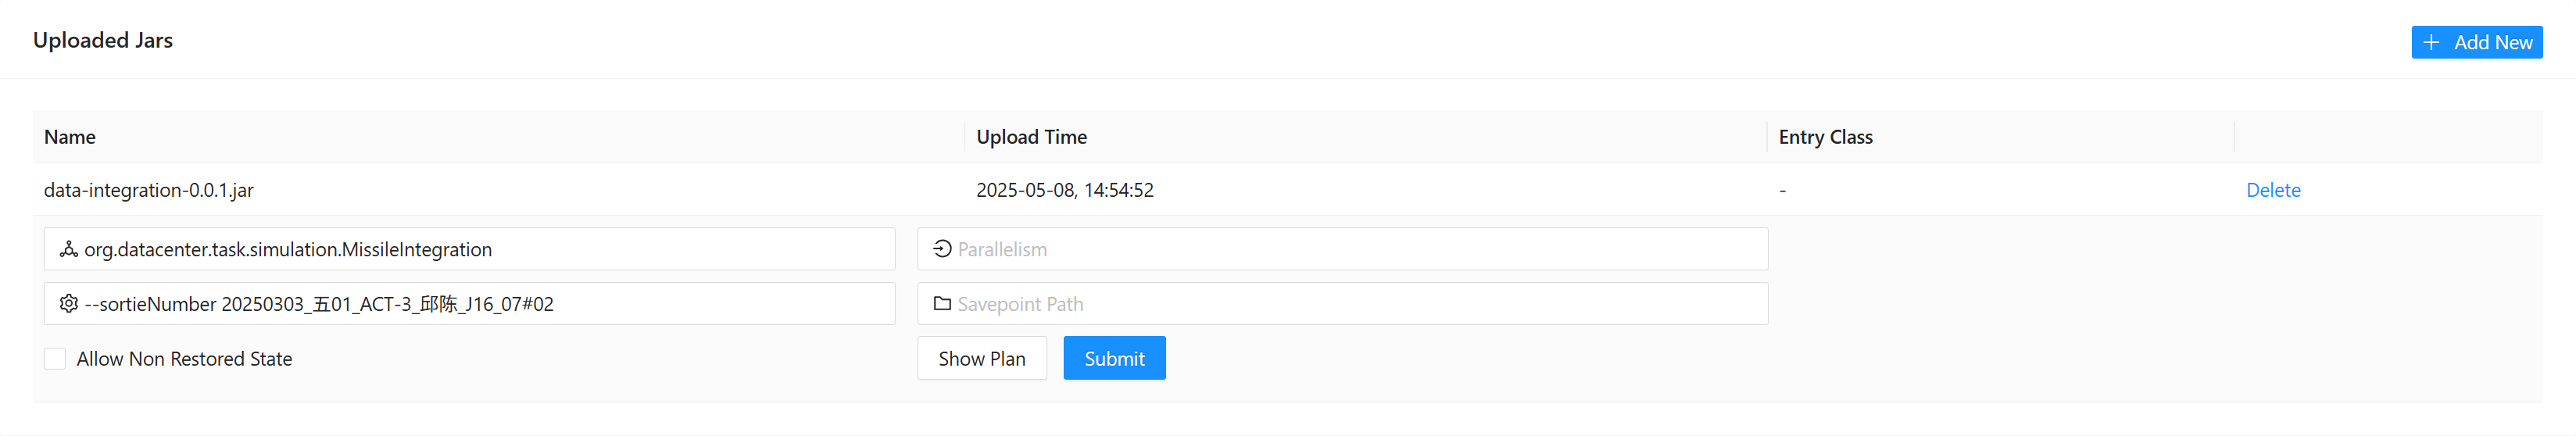 Uploaded Jars
Add New
Name Upload Time Entry Class
data-integration-0.0.1.jar 2025-05-08, 14:54:52 - Delete
org.datacenter.task.simulation.MissileIntegration Parallelism
--sortieNumber 20250303_五01_ACT-3_邱陈_J16_07#02 Savepoint Path
Allow Non Restored State Show Plan Submit